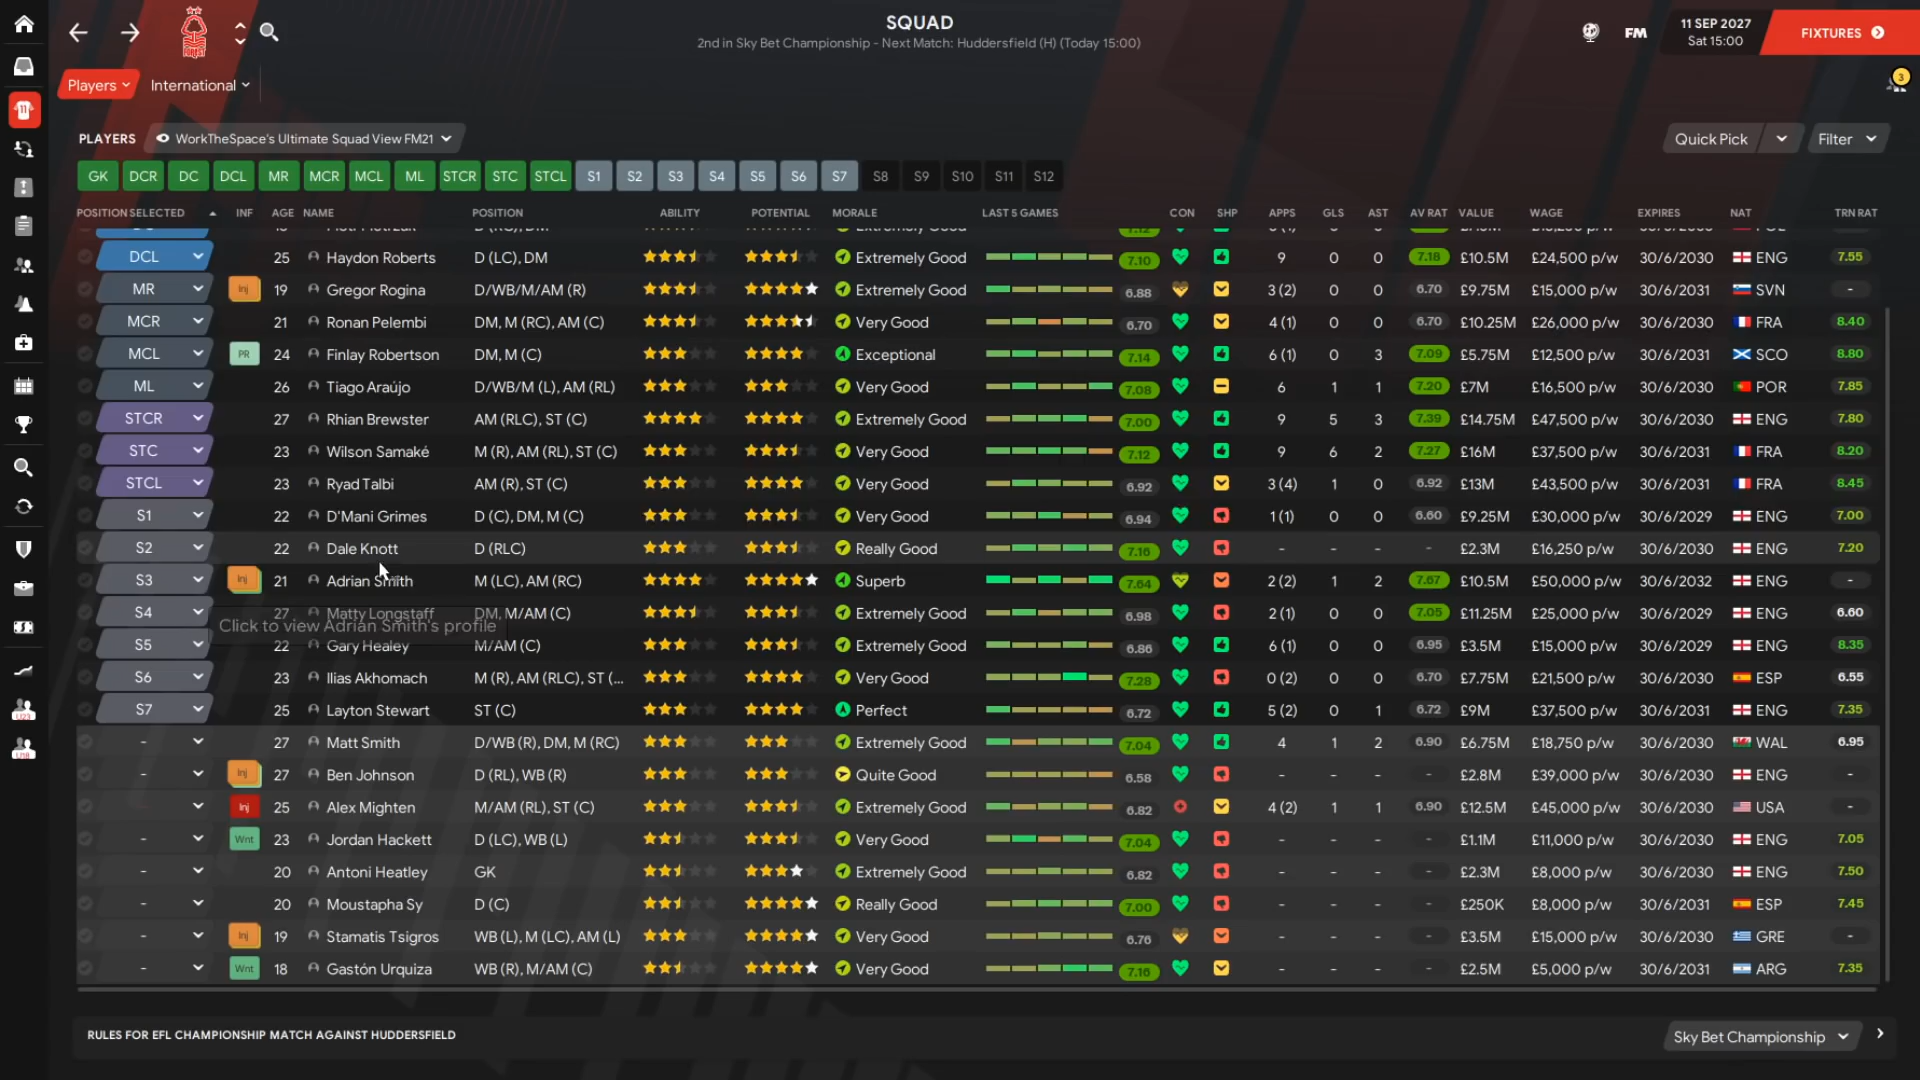 SQUAD
2nd in Sky Bet Championship - Next Match: Huddersfield (H) (Today 15:00)
FM
11 SEP 2027
Sat 15:00
FIXTURES
Players
International
3
PLAYERS
WorkTheSpace's Ultimate Squad View FM21
Quick Pick
Filter
GK DCR DC DCL MR MCR MCL ML STCR STC STCL S1 S2 S3 S4 S5 S6 S7 S8 S9 S10 S11 S12
POSITION SELECTED INF AGE NAME POSITION ABILITY POTENTIAL MORALE LAST 5 GAMES CON SHP APPS GLS AST AV RAT VALUE WAGE EXPIRES NAT TRN RAT
DCL 25 Haydon Roberts D (LC), DM Extremely Good 7.10 9 0 0 7.18 £10.5M £24,500 p/w 30/6/2030 ENG 7.55
MR Inj 19 Gregor Rogina D/WB/M/AM (R) Extremely Good 6.88 3 (2) 0 0 6.70 £9.75M £15,000 p/w 30/6/2031 SVN -
MCR 21 Ronan Pelembi DM, M (RC), AM (C) Very Good 6.70 4 (1) 0 0 6.70 £10.25M £26,000 p/w 30/6/2030 FRA 8.40
MCL PR 24 Finlay Robertson DM, M (C) Exceptional 7.14 6 (1) 0 3 7.09 £5.75M £12,500 p/w 30/6/2031 SCO 8.80
ML 26 Tiago Araújo D/WB/M (L), AM (RL) Very Good 7.08 6 1 1 7.20 £7M £16,500 p/w 30/6/2030 POR 7.85
STCR 27 Rhian Brewster AM (RLC), ST (C) Extremely Good 7.00 9 5 3 7.39 £14.75M £47,500 p/w 30/6/2030 ENG 7.80
STC 23 Wilson Samaké M (R), AM (RL), ST (C) Very Good 7.12 9 6 2 7.27 £16M £37,500 p/w 30/6/2031 FRA 8.20
STCL 23 Ryad Talbi AM (R), ST (C) Very Good 6.92 3 (4) 1 0 6.92 £13M £43,500 p/w 30/6/2031 FRA 8.45
S1 22 D'Mani Grimes D (C), DM, M (C) Very Good 6.94 1 (1) 0 0 6.60 £9.25M £30,000 p/w 30/6/2029 ENG 7.00
S2 22 Dale Knott D (RLC) Really Good 7.16 - - - - £2.3M £16,250 p/w 30/6/2030 ENG 7.20
S3 Inj 21 Adrian Smith M (LC), AM (RC) Superb 7.64 2 (2) 1 2 7.67 £10.5M £50,000 p/w 30/6/2032 ENG -
S4 27 Matty Longstaff DM, M/AM (C) Extremely Good 6.98 2 (1) 0 0 7.05 £11.25M £25,000 p/w 30/6/2029 ENG 6.60
Click to view Adrian Smith's profile
S5 22 Gary Healey M/AM (C) Extremely Good 6.86 6 (1) 0 0 6.95 £3.5M £15,000 p/w 30/6/2029 ENG 8.35
S6 23 Ilias Akhomach M (R), AM (RLC), ST (... Very Good 7.28 0 (2) 0 0 6.70 £7.75M £21,500 p/w 30/6/2030 ESP 6.55
S7 25 Layton Stewart ST (C) Perfect 6.72 5 (2) 0 1 6.72 £9M £37,500 p/w 30/6/2031 ENG 7.35
- 27 Matt Smith D/WB (R), DM, M (RC) Extremely Good 7.04 4 1 2 6.90 £6.75M £18,750 p/w 30/6/2030 WAL 6.95
- Inj 27 Ben Johnson D (RL), WB (R) Quite Good 6.58 - - - - £2.8M £39,000 p/w 30/6/2030 ENG -
- Inj 25 Alex Mighten M/AM (RL), ST (C) Extremely Good 6.82 4 (2) 1 1 6.90 £12.5M £45,000 p/w 30/6/2030 USA -
- Wnt 23 Jordan Hackett D (LC), WB (L) Very Good 7.04 - - - - £1.1M £11,000 p/w 30/6/2030 ENG 7.05
- 20 Antoni Heatley GK Extremely Good 6.82 - - - - £2.3M £8,000 p/w 30/6/2030 ENG 7.50
- 20 Moustapha Sy D (C) Really Good 7.00 - - - - £250K £8,000 p/w 30/6/2031 ESP 7.45
- Inj 19 Stamatis Tsigros WB (L), M (LC), AM (L) Very Good 6.76 - - - - £3.5M £15,000 p/w 30/6/2030 GRE -
- Wnt 18 Gastón Urquiza WB (R), M/AM (C) Very Good 7.16 - - - - £2.5M £5,000 p/w 30/6/2031 ARG 7.35
RULES FOR EFL CHAMPIONSHIP MATCH AGAINST HUDDERSFIELD
Sky Bet Championship